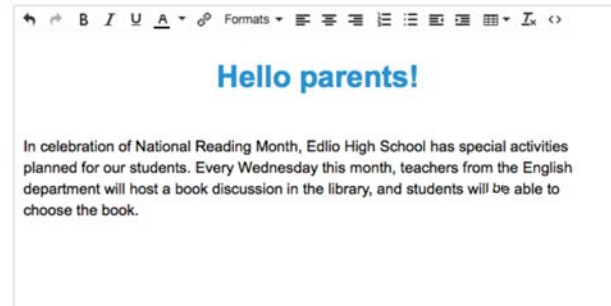 B I U A Formats Tx <>
Hello parents!
In celebration of National Reading Month, Edlio High School has special activities
planned for our students. Every Wednesday this month, teachers from the English
department will host a book discussion in the library, and students will be able to
choose the book.